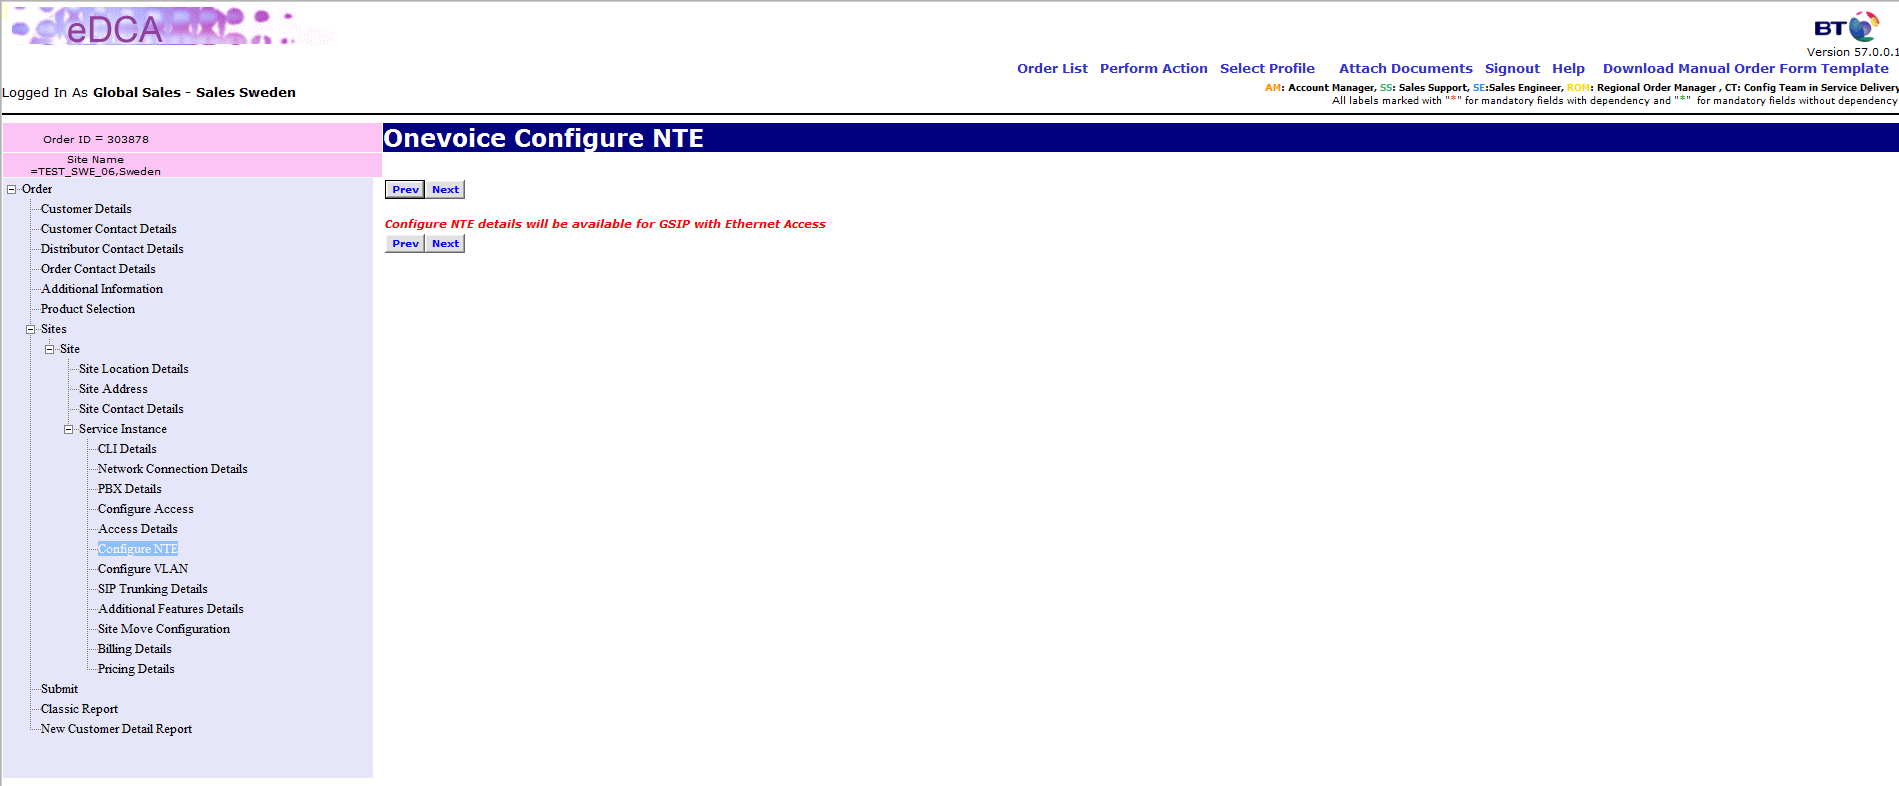 eDCA
BT
Version 57.0.0.1
Order List Perform Action Select Profile Attach Documents Signout Help Download Manual Order Form Template
Logged In As Global Sales - Sales Sweden
AM: Account Manager, SS: Sales Support, SE:Sales Engineer, ROM: Regional Order Manager , CT: Config Team in Service Delivery
All labels marked with "*" for mandatory fields with dependency and "*" for mandatory fields without dependency
Order ID = 303878
Site Name
=TEST_SWE_06,Sweden
Onevoice Configure NTE
Prev Next
Configure NTE details will be available for GSIP with Ethernet Access
Prev Next
Order
Customer Details
Customer Contact Details
Distributor Contact Details
Order Contact Details
Additional Information
Product Selection
Sites
Site
Site Location Details
Site Address
Site Contact Details
Service Instance
CLI Details
Network Connection Details
PBX Details
Configure Access
Access Details
Configure NTE
Configure VLAN
SIP Trunking Details
Additional Features Details
Site Move Configuration
Billing Details
Pricing Details
Submit
Classic Report
New Customer Detail Report